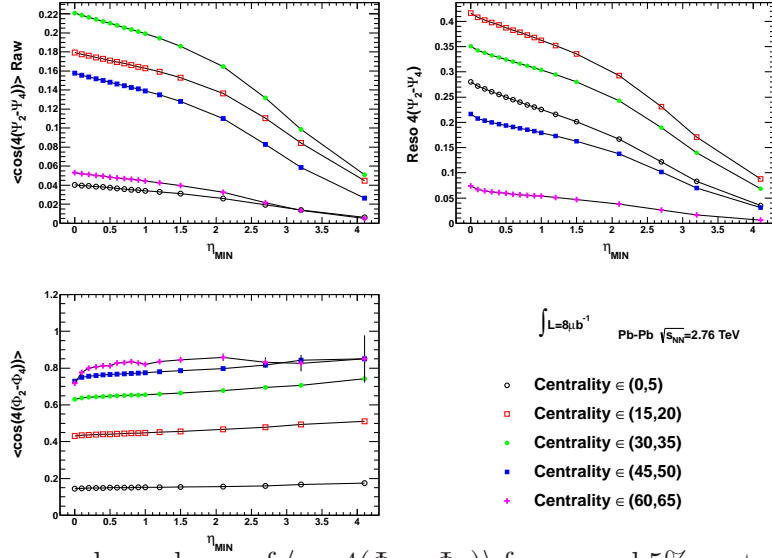 <cos(4(Ψ2-Ψ4))> Raw
0.22
0.2
0.18
0.16
0.14
0.12
0.1
0.08
0.06
0.04
0.02
0
0 0.5 1 1.5 2 2.5 3 3.5 4
ηMIN
Reso 4(Ψ2-Ψ4)
0.4
0.35
0.3
0.25
0.2
0.15
0.1
0.05
0
0 0.5 1 1.5 2 2.5 3 3.5 4
ηMIN
<cos(4(Φ2-Φ4))>
1.2
1
0.8
0.6
0.4
0.2
0
0 0.5 1 1.5 2 2.5 3 3.5 4
ηMIN
∫L=8μb-1
Pb-Pb √sNN=2.76 TeV
Centrality ∈ (0,5)
Centrality ∈ (15,20)
Centrality ∈ (30,35)
Centrality ∈ (45,50)
Centrality ∈ (60,65)